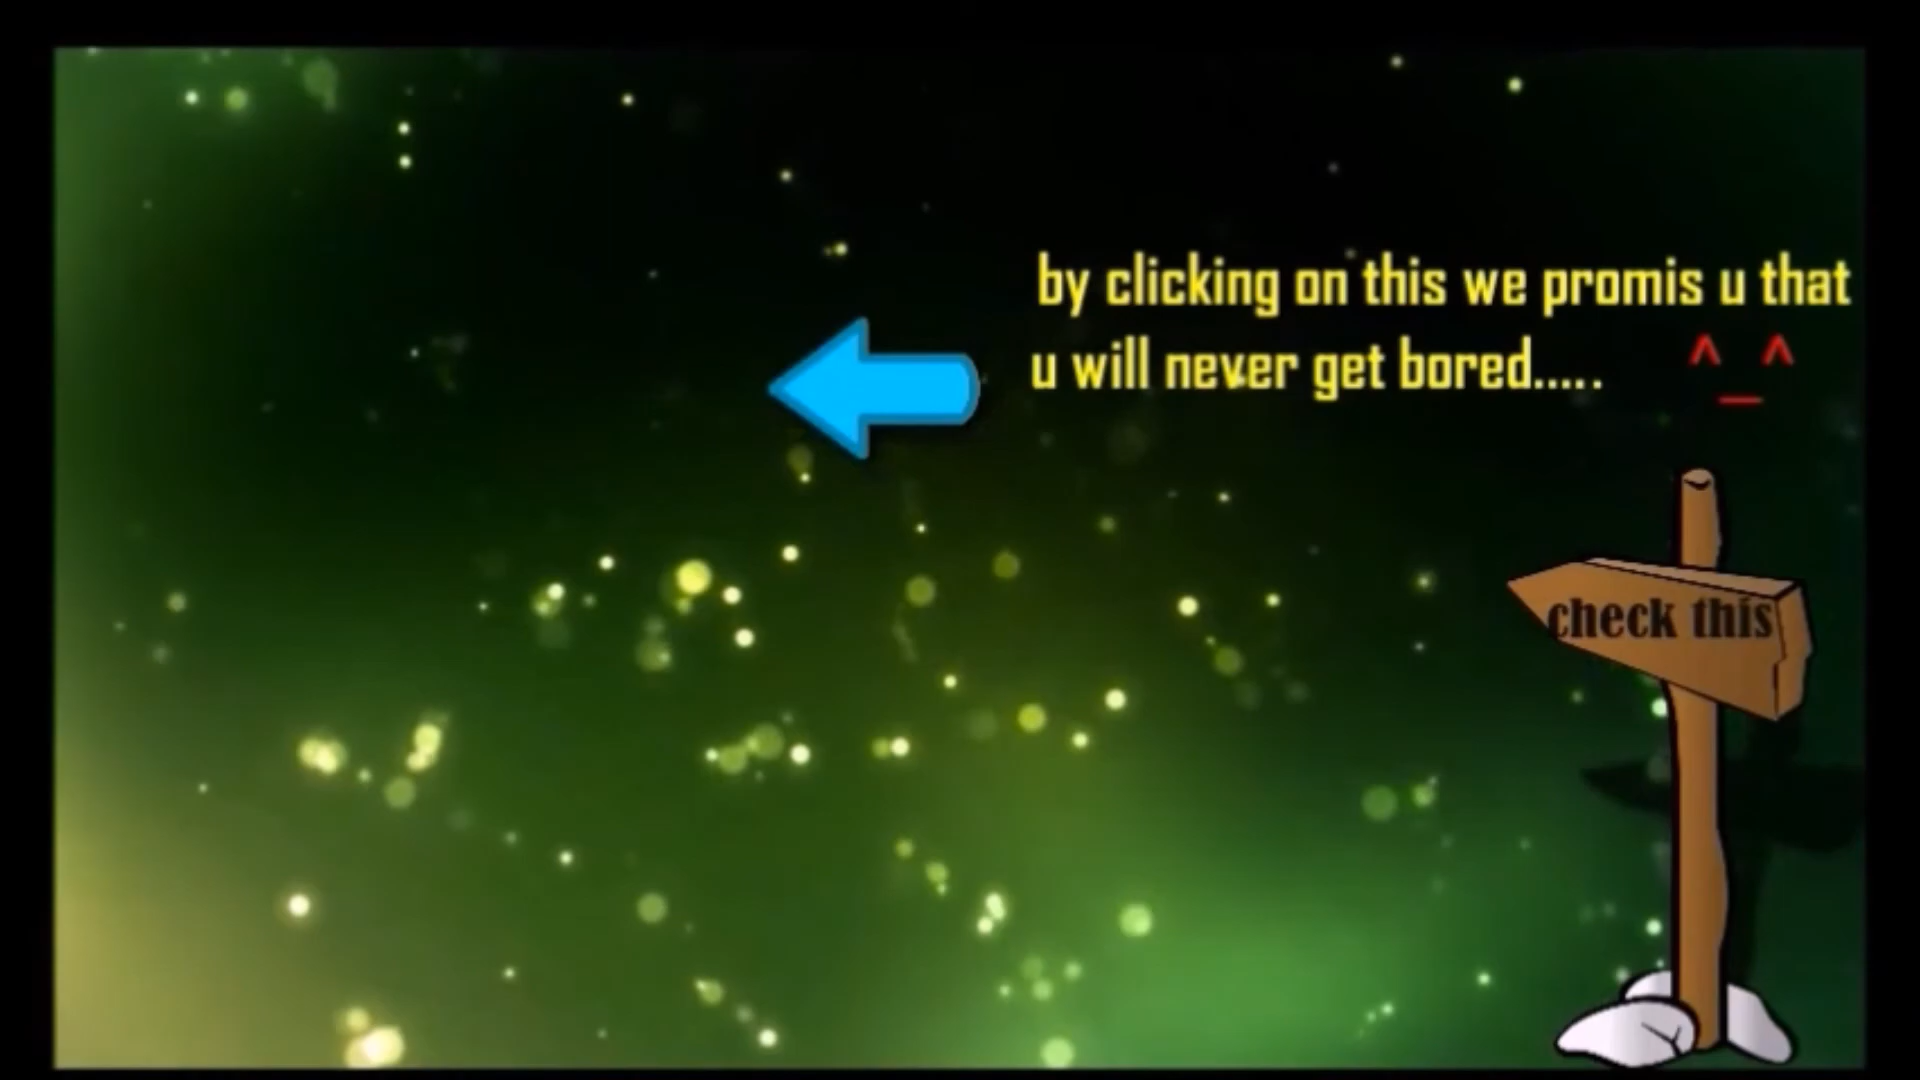 by clicking on this we promis u that
u will never get bored..... ^_^
check this